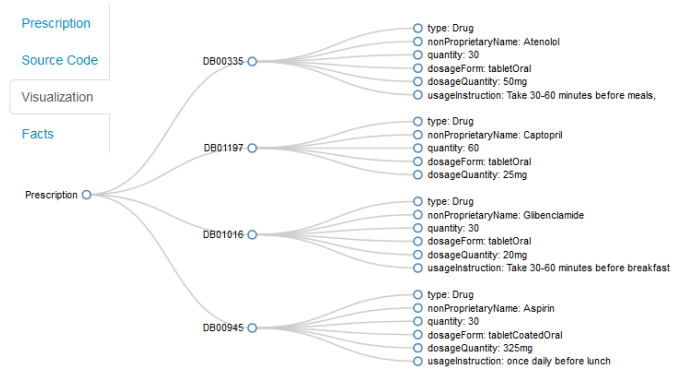 Prescription
Source Code
Visualization
Facts
Prescription
DB00335
type: Drug
nonProprietaryName: Atenolol
quantity: 30
dosageForm: tabletOral
dosageQuantity: 50mg
usageInstruction: Take 30-60 minutes before meals,
DB01197
type: Drug
nonProprietaryName: Captopril
quantity: 60
dosageForm: tabletOral
dosageQuantity: 25mg
DB01016
type: Drug
nonProprietaryName: Glibenclamide
quantity: 30
dosageForm: tabletOral
dosageQuantity: 20mg
usageInstruction: Take 30-60 minutes before breakfast
DB00945
type: Drug
nonProprietaryName: Aspirin
quantity: 30
dosageForm: tabletCoatedOral
dosageQuantity: 325mg
usageInstruction: once daily before lunch